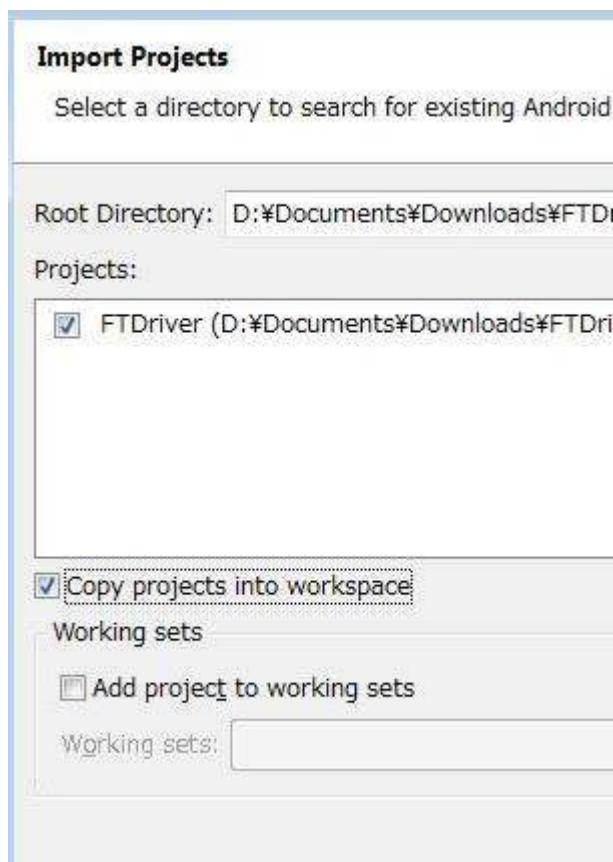 Import Projects
Select a directory to search for existing Android
Root Directory: D:¥Documents¥Downloads¥FTDr
Projects:
FTDriver (D:¥Documents¥Downloads¥FTDri
Copy projects into workspace
Working sets
Add project to working sets
Working sets: